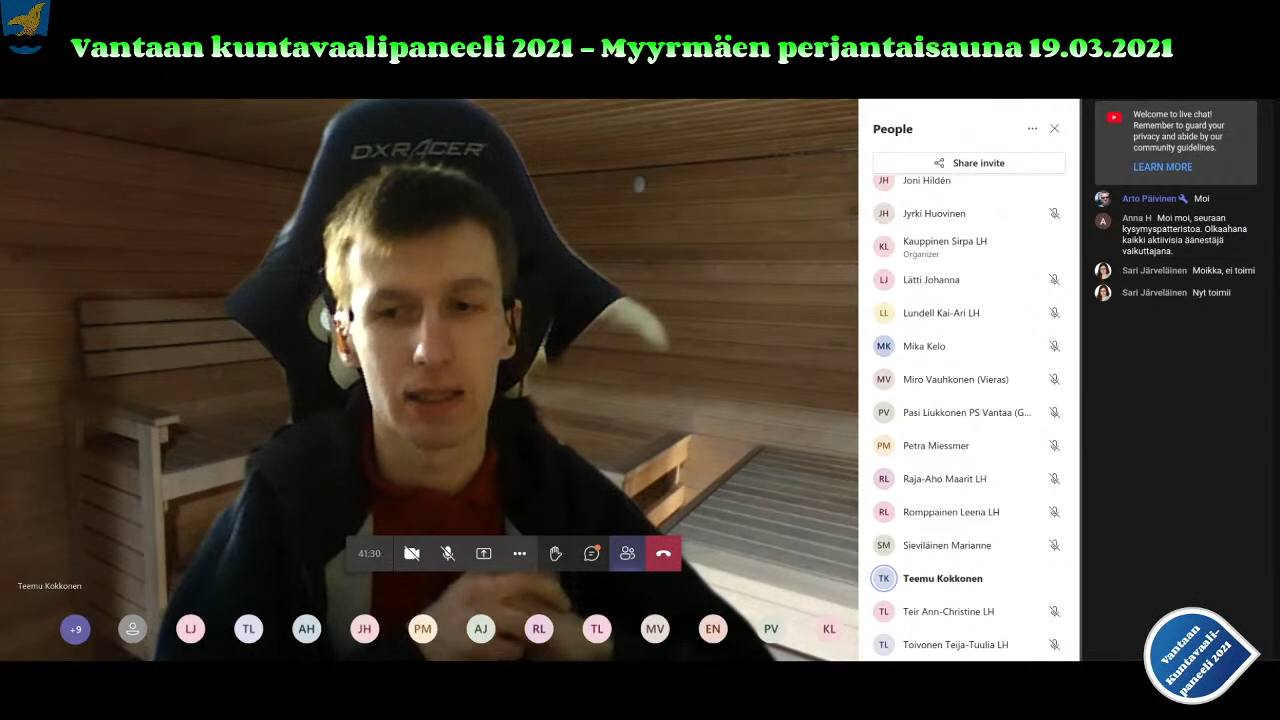 Vantaan kuntavaalipaneeli 2021 – Myyrmäen perjantaisauna 19.03.2021
DXRACER
People
Share invite
JH Joni Hildén
JH Jyrki Huovinen
KL Kauppinen Sirpa LH
Organizer
LJ Lätti Johanna
LL Lundell Kai-Ari LH
MK Mika Kelo
MV Miro Vauhkonen (Vieras)
PV Pasi Liukkonen PS Vantaa (G...
PM Petra Miessmer
RL Raja-Aho Maarit LH
RL Romppainen Leena LH
SM Sieviläinen Marianne
TK Teemu Kokkonen
TL Teir Ann-Christine LH
TL Toivonen Teija-Tuulia LH
Welcome to live chat!
Remember to guard your
privacy and abide by our
community guidelines.
LEARN MORE
Arto Päivinen Moi
A Anna H Moi moi, seuraan
kysymyspatteristoa. Olkaahana
kaikki aktiivisia äänestäjä
vaikuttajana.
Sari Järveläinen Moikka, ei toimi
Sari Järveläinen Nyt toimii
41:30
Teemu Kokkonen
+9 LJ TL AH JH PM AJ RL TL MV EN PV KL
Vantaan
Kuntavaali-
paneeli 2021